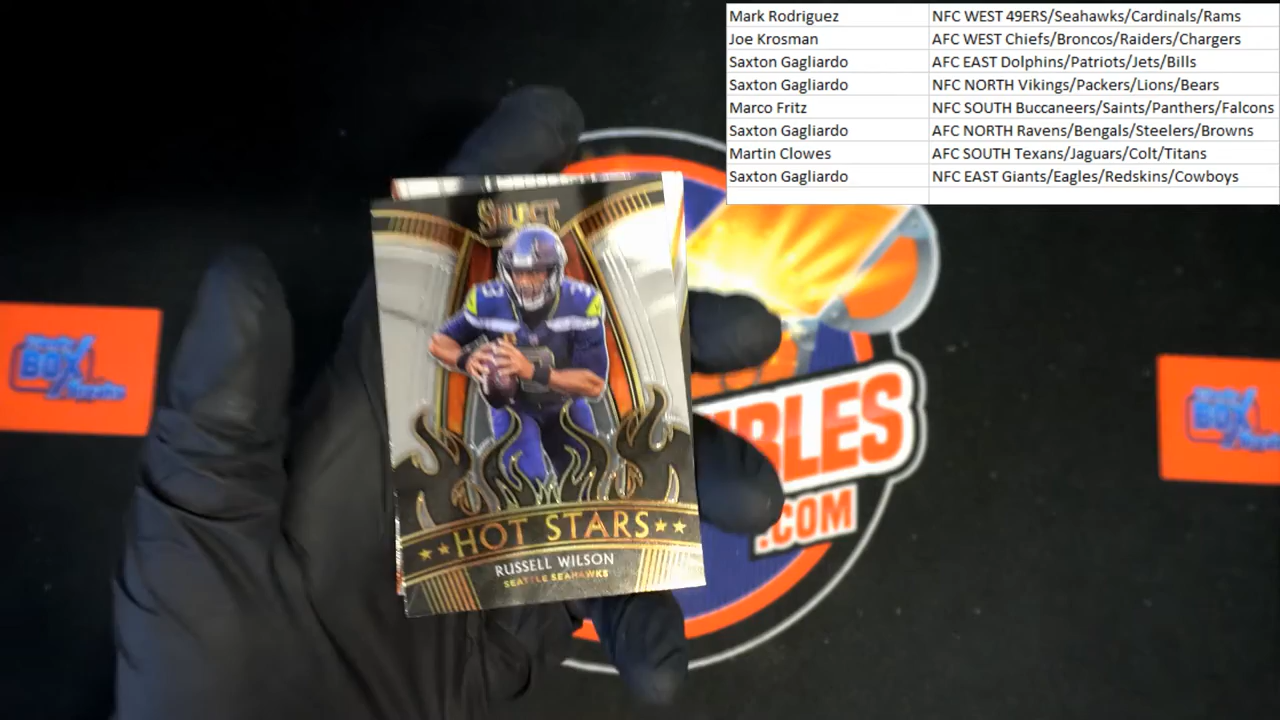 Mark Rodriguez NFC WEST 49ERS/Seahawks/Cardinals/Rams
Joe Krosman AFC WEST Chiefs/Broncos/Raiders/Chargers
Saxton Gagliardo AFC EAST Dolphins/Patriots/Jets/Bills
Saxton Gagliardo NFC NORTH Vikings/Packers/Lions/Bears
Marco Fritz NFC SOUTH Buccaneers/Saints/Panthers/Falcons
Saxton Gagliardo AFC NORTH Ravens/Bengals/Steelers/Browns
Martin Clowes AFC SOUTH Texans/Jaguars/Colt/Titans
Saxton Gagliardo NFC EAST Giants/Eagles/Redskins/Cowboys
SELECT
3
HOT STARS
RUSSELL WILSON
SEATTLE SEAHAWKS
BLES
.COM
BOX
BOX